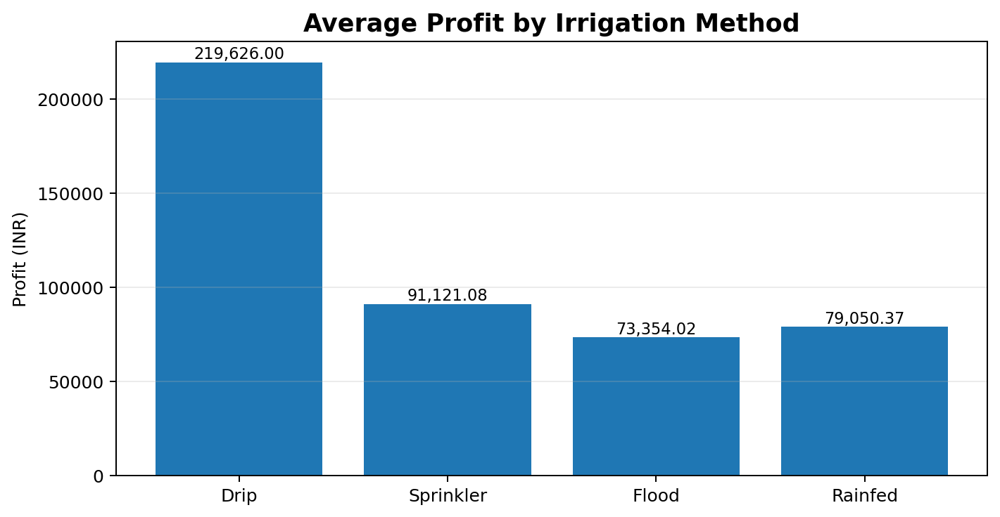 Average Profit by Irrigation Method
219,626.00
91,121.08
73,354.02
79,050.37
200000
150000
100000
50000
0
Profit (INR)
Drip
Sprinkler
Flood
Rainfed